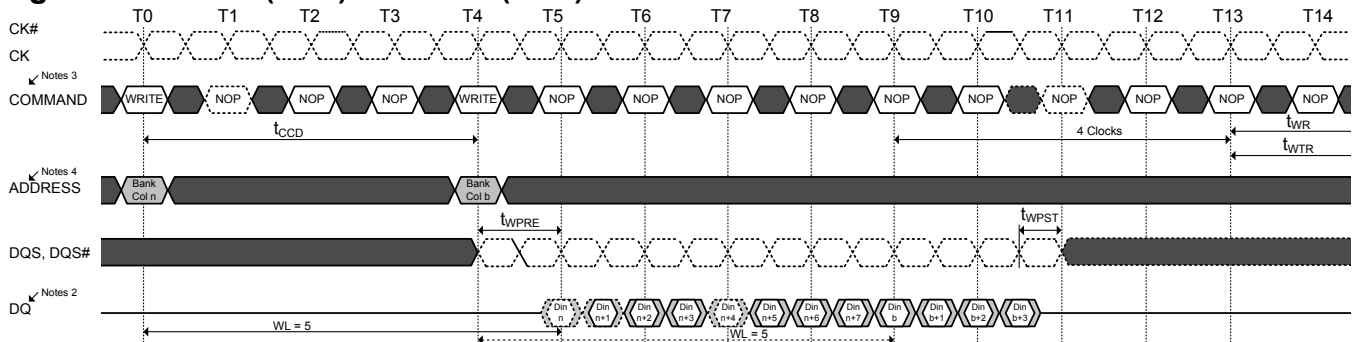 T0 T1 T2 T3 T4 T5 T6 T7 T8 T9 T10 T11 T12 T13 T14
CK#
CK
Notes 3
COMMAND WRITE NOP NOP NOP WRITE NOP NOP NOP NOP NOP NOP NOP NOP NOP NOP
tCCD 4 Clocks tWR
tWTR
Notes 4
ADDRESS Bank Col n Bank Col b
tWPRE tWPST
DQS, DQS#
Notes 2
DQ Din n Din n+1 Din n+2 Din n+3 Din n+4 Din n+5 Din n+6 Din n+7 Din b Din b+1 Din b+2 Din b+3
WL = 5 WL = 5